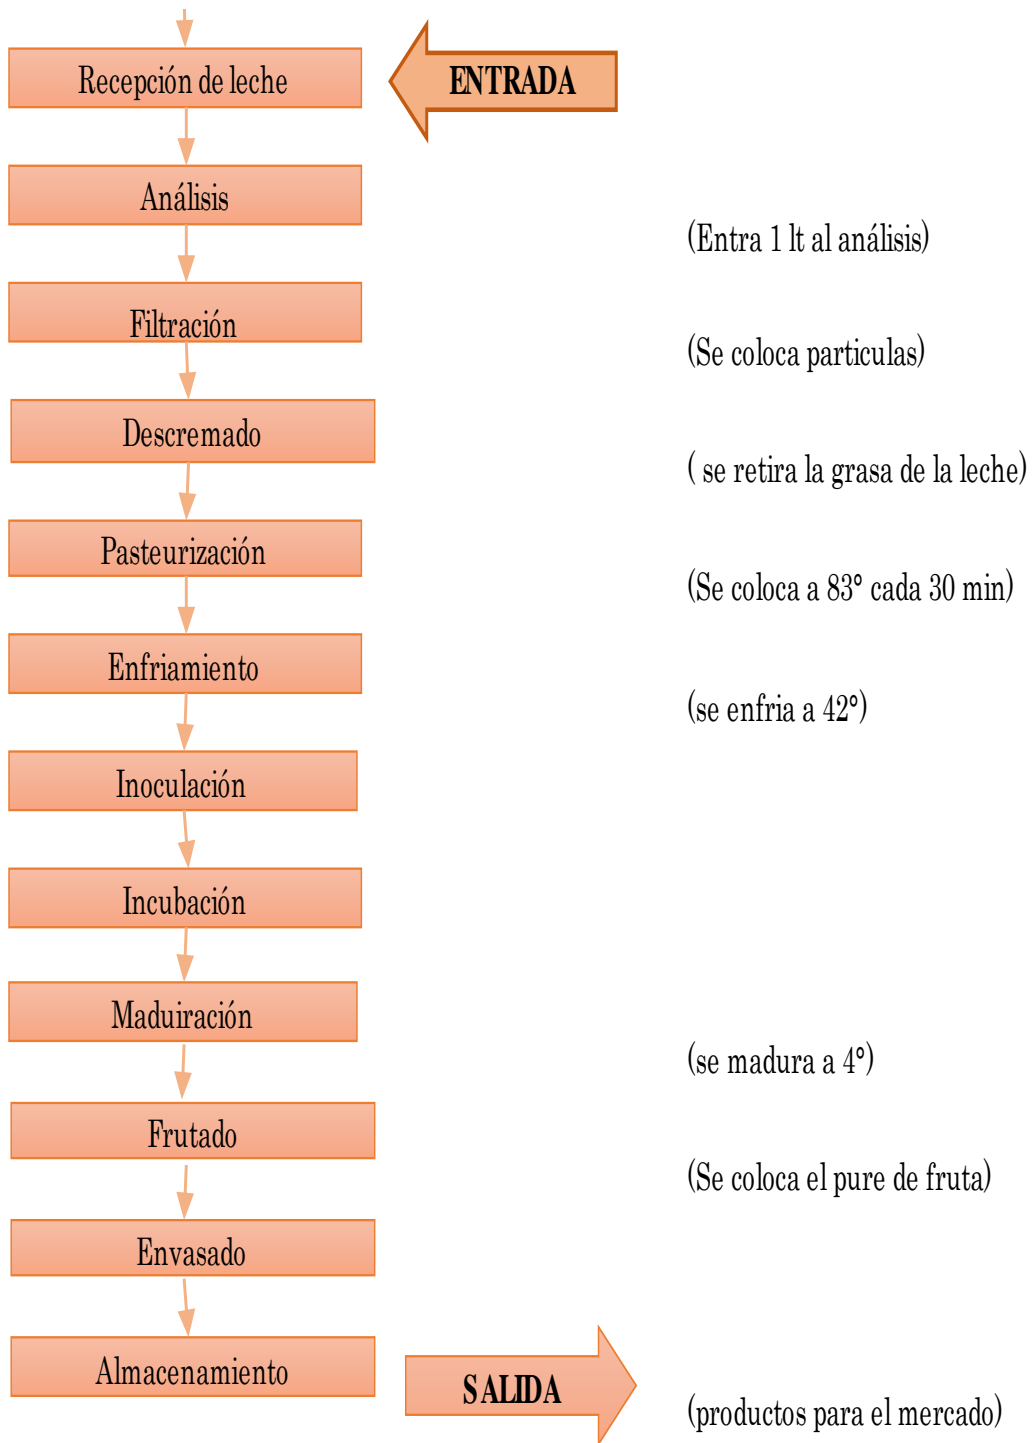 Recepción de leche
ENTRADA
Análisis
(Entra 1 lt al análisis)
Filtración
(Se coloca particulas)
Descremado
( se retira la grasa de la leche)
Pasteurización
(Se coloca a 83° cada 30 min)
Enfriamiento
(se enfria a 42°)
Inoculación
Incubación
Maduiración
(se madura a 4°)
Frutado
(Se coloca el pure de fruta)
Envasado
Almacenamiento
SALIDA
(productos para el mercado)